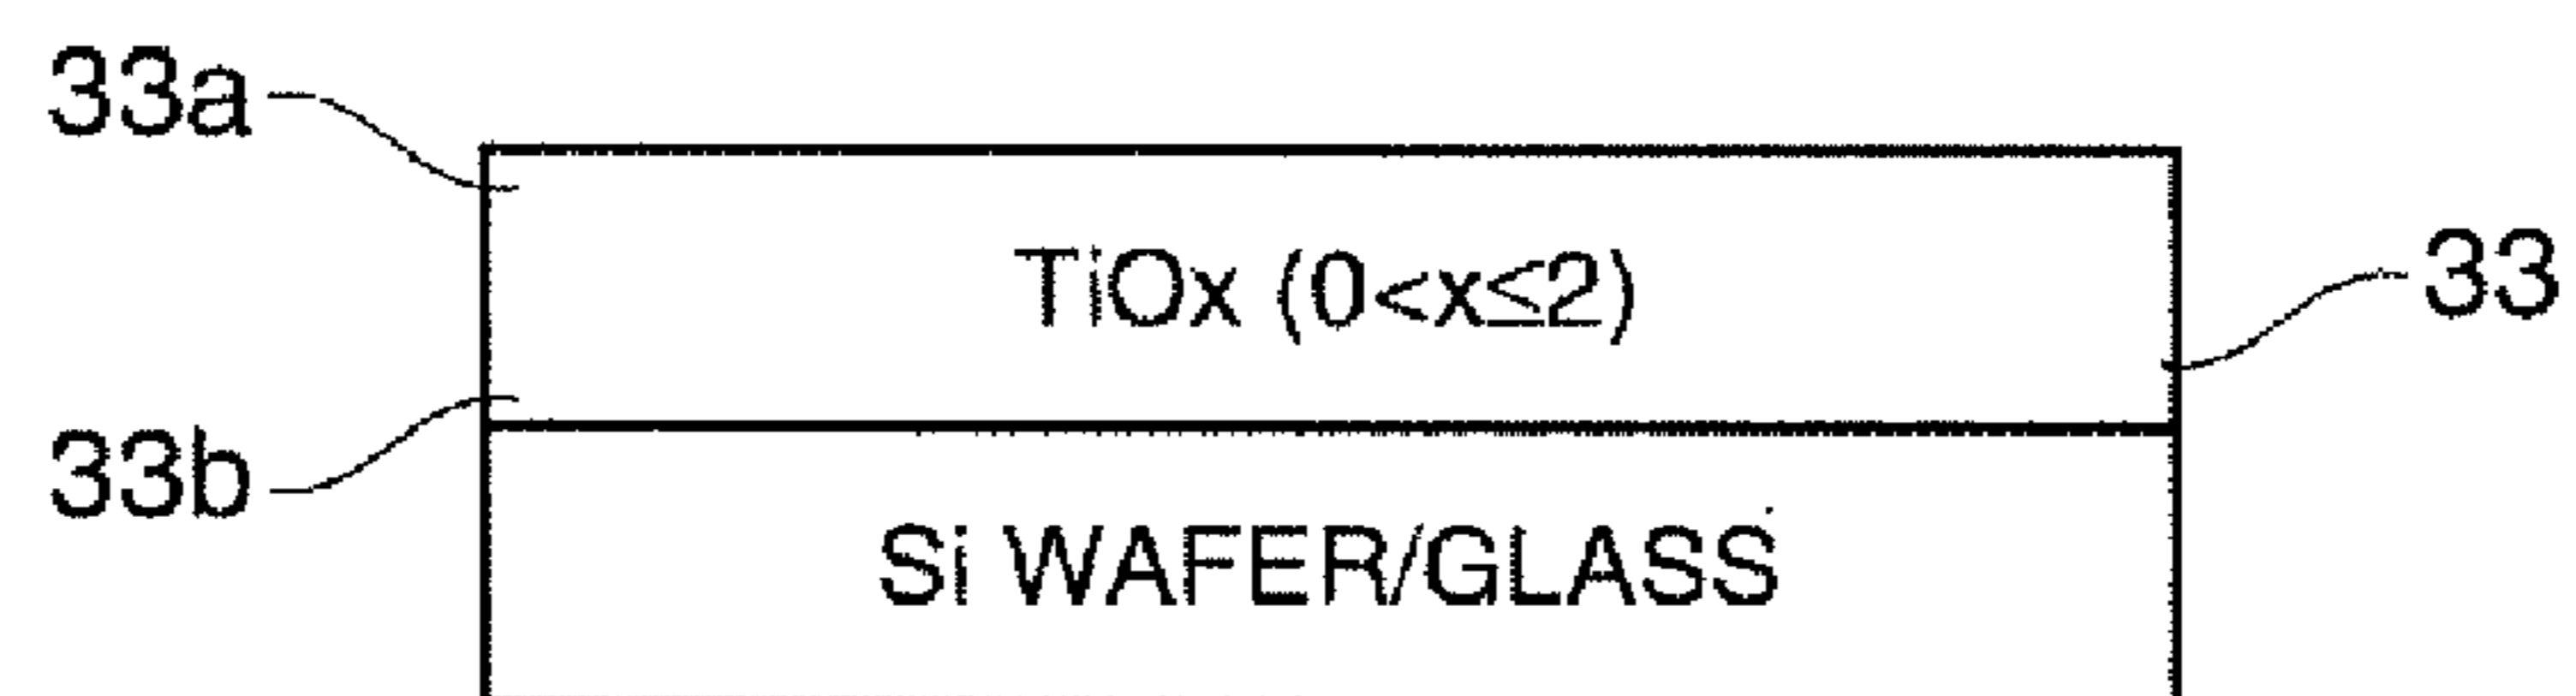 33a
TiOx (0<x≤2)
33
33b
Si WAFER/GLASS